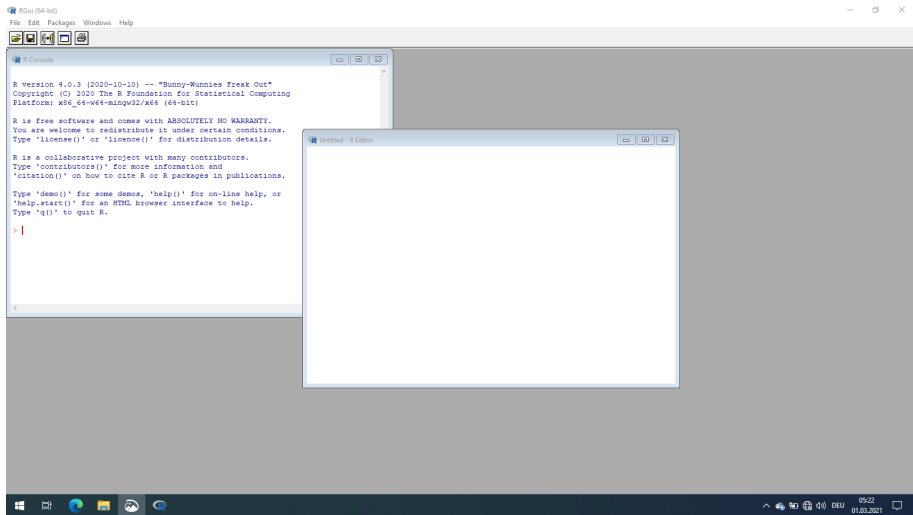 RGui (64-bit)
File Edit Packages Windows Help
R Console
R version 4.0.3 (2020-10-10) -- "Bunny-Wunnies Freak Out"
Copyright (C) 2020 The R Foundation for Statistical Computing
Platform: x86_64-w64-mingw32/x64 (64-bit)
R is free software and comes with ABSOLUTELY NO WARRANTY.
You are welcome to redistribute it under certain conditions.
Type 'license()' or 'licence()' for distribution details.
R is a collaborative project with many contributors.
Type 'contributors()' for more information and
'citation()' on how to cite R or R packages in publications.
Type 'demo()' for some demos, 'help()' for on-line help, or
'help.start()' for an HTML browser interface to help.
Type 'q()' to quit R.
>
Untitled - R Editor
DEU
05:22
01.03.2021